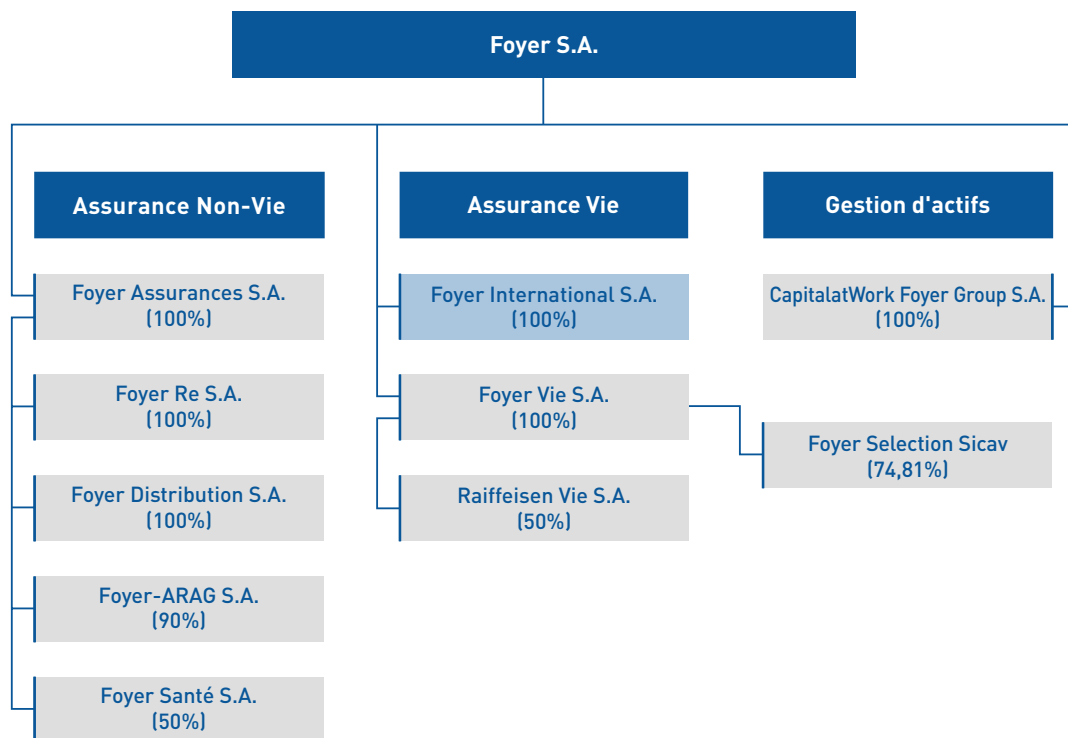 Foyer S.A.
Assurance Non-Vie
Foyer Assurances S.A.
(100%)
Foyer Re S.A.
(100%)
Foyer Distribution S.A.
(100%)
Foyer-ARAG S.A.
(90%)
Foyer Santé S.A.
(50%)
Assurance Vie
Foyer International S.A.
(100%)
Foyer Vie S.A.
(100%)
Raiffeisen Vie S.A.
(50%)
Gestion d'actifs
CapitalatWork Foyer Group S.A.
(100%)
Foyer Selection Sicav
(74,81%)